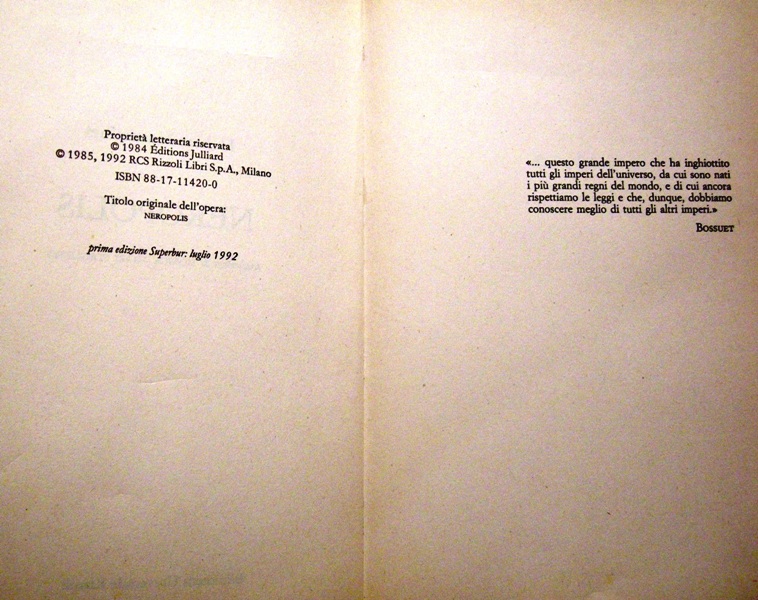 Proprietà letteraria riservata
© 1984 Éditions Julliard
© 1985, 1992 RCS Rizzoli Libri S.p.A., Milano
ISBN 88-17-11420-0
Titolo originale dell'opera:
NEROPOLIS
prima edizione Superbur: luglio 1992
«... questo grande impero che ha inghiottito
tutti gli imperi dell'universo, da cui sono nati
i più grandi regni del mondo, e di cui ancora
rispettiamo le leggi e che, dunque, dobbiamo
conoscere meglio di tutti gli altri imperi.»
BOSSUET